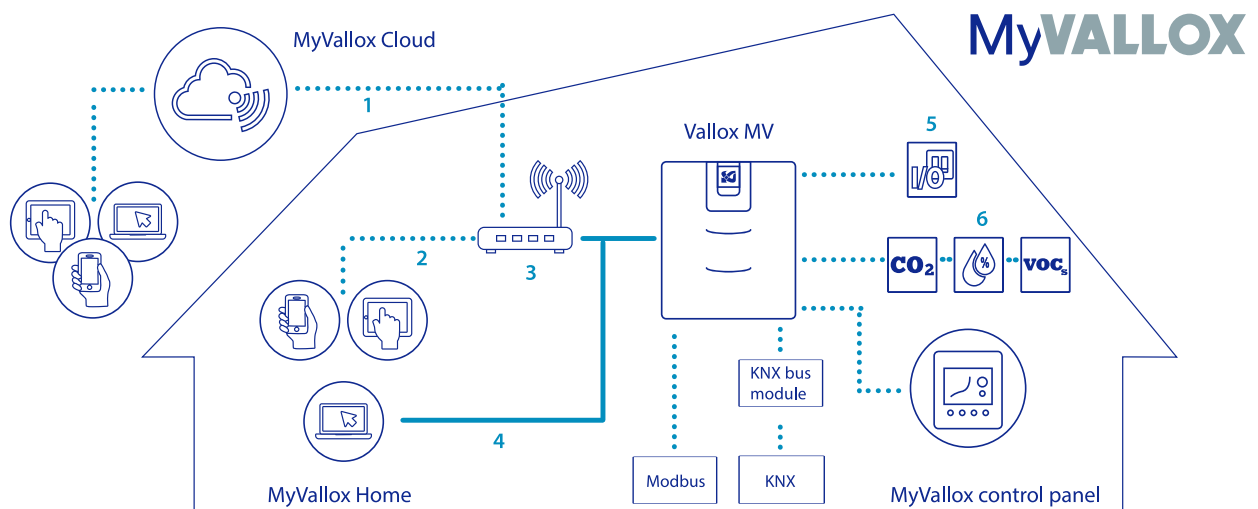 MyVALLOX
MyVallox Cloud
1
Vallox MV
5
I/O
2
3
6
CO2
%
VOCs
KNX bus
module
4
Modbus
KNX
MyVallox Home
MyVallox control panel